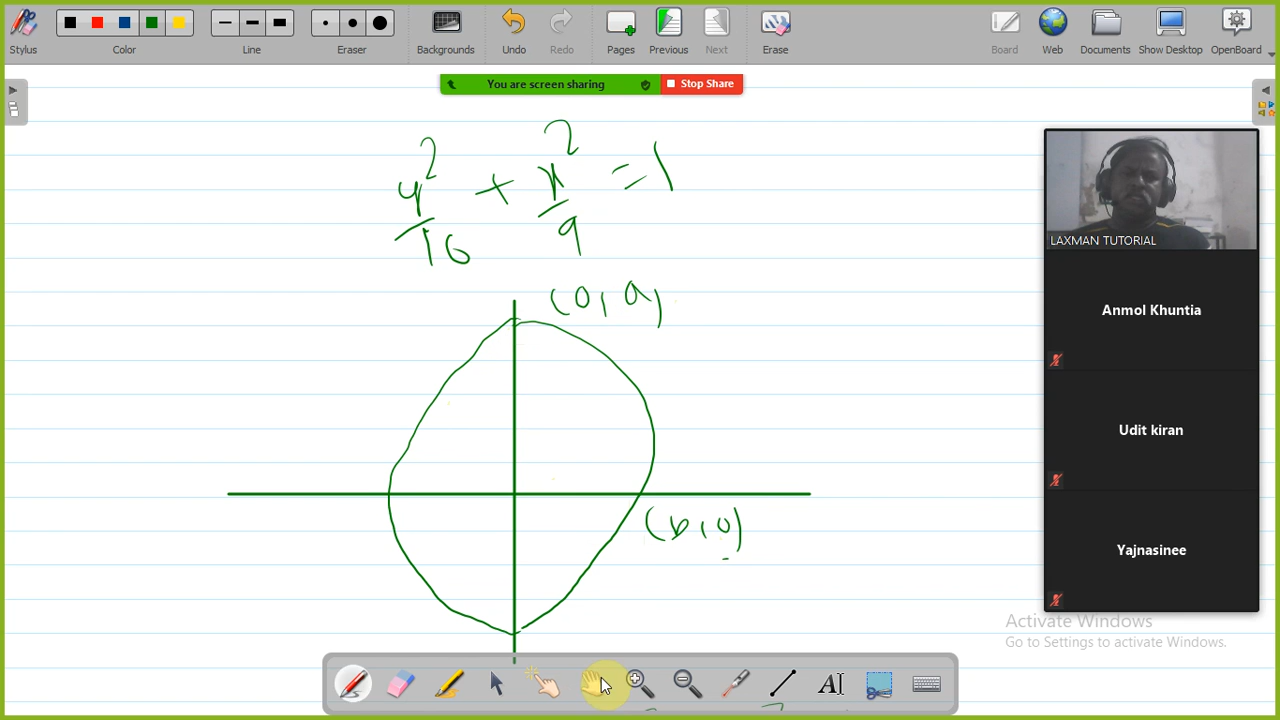 Stylus
Color
Line
Eraser
Backgrounds
Undo
Redo
Pages
Previous
Next
Erase
Board
Web
Documents
Show Desktop
OpenBoard
You are screen sharing
Stop Share
y² + x² = 1
16 9
(0, a)
(b, 0)
LAXMAN TUTORIAL
Anmol Khuntia
Udit kiran
Yajnasinee
Activate Windows
Go to Settings to activate Windows.